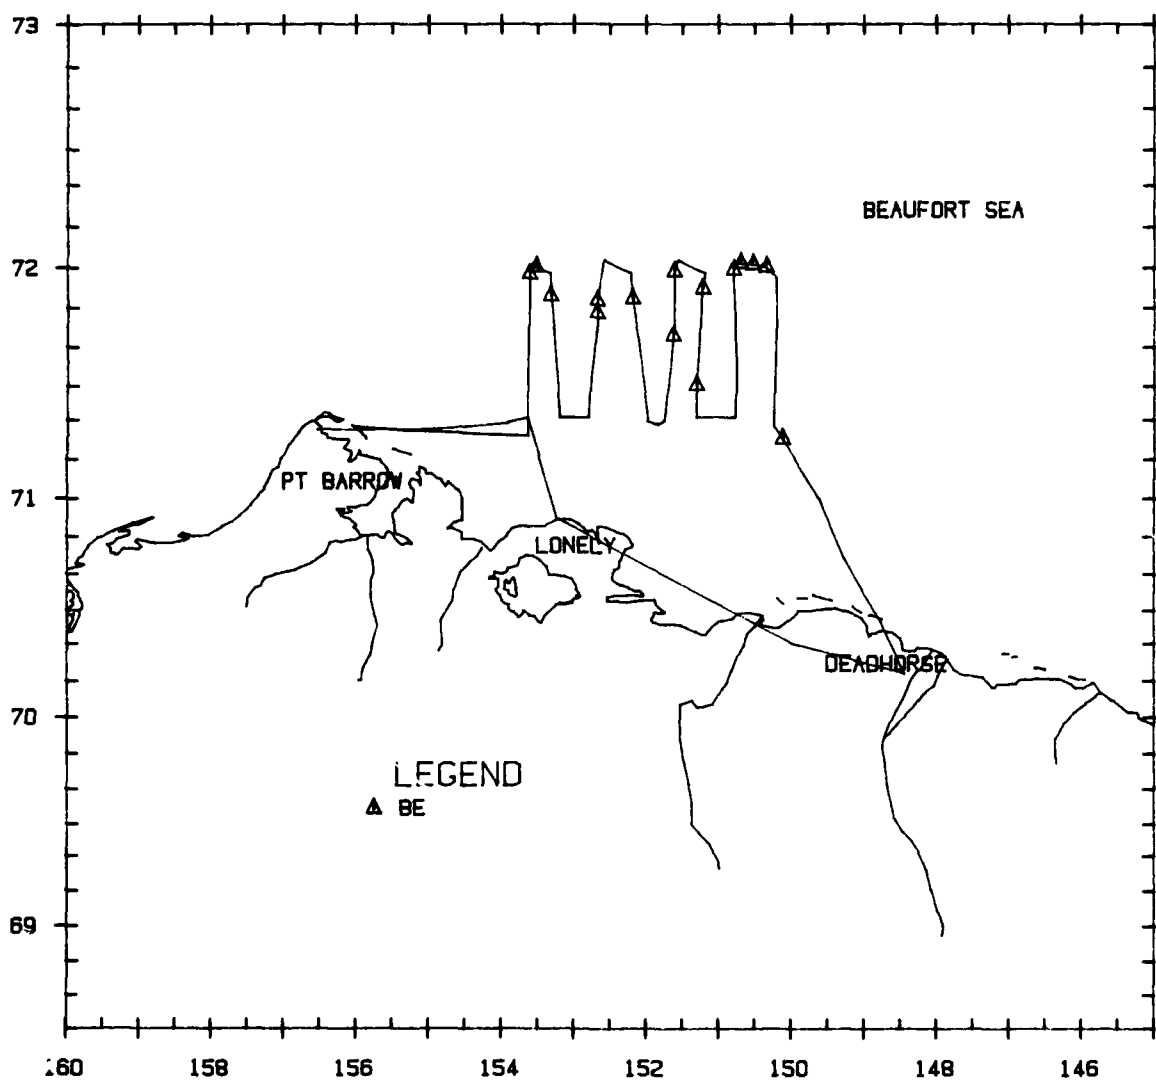 73
BEAUFORT SEA
72
PT BARROW
71
LONELY
DEADHORSE
70
LEGEND
BE
69
160 158 156 154 152 150 148 146